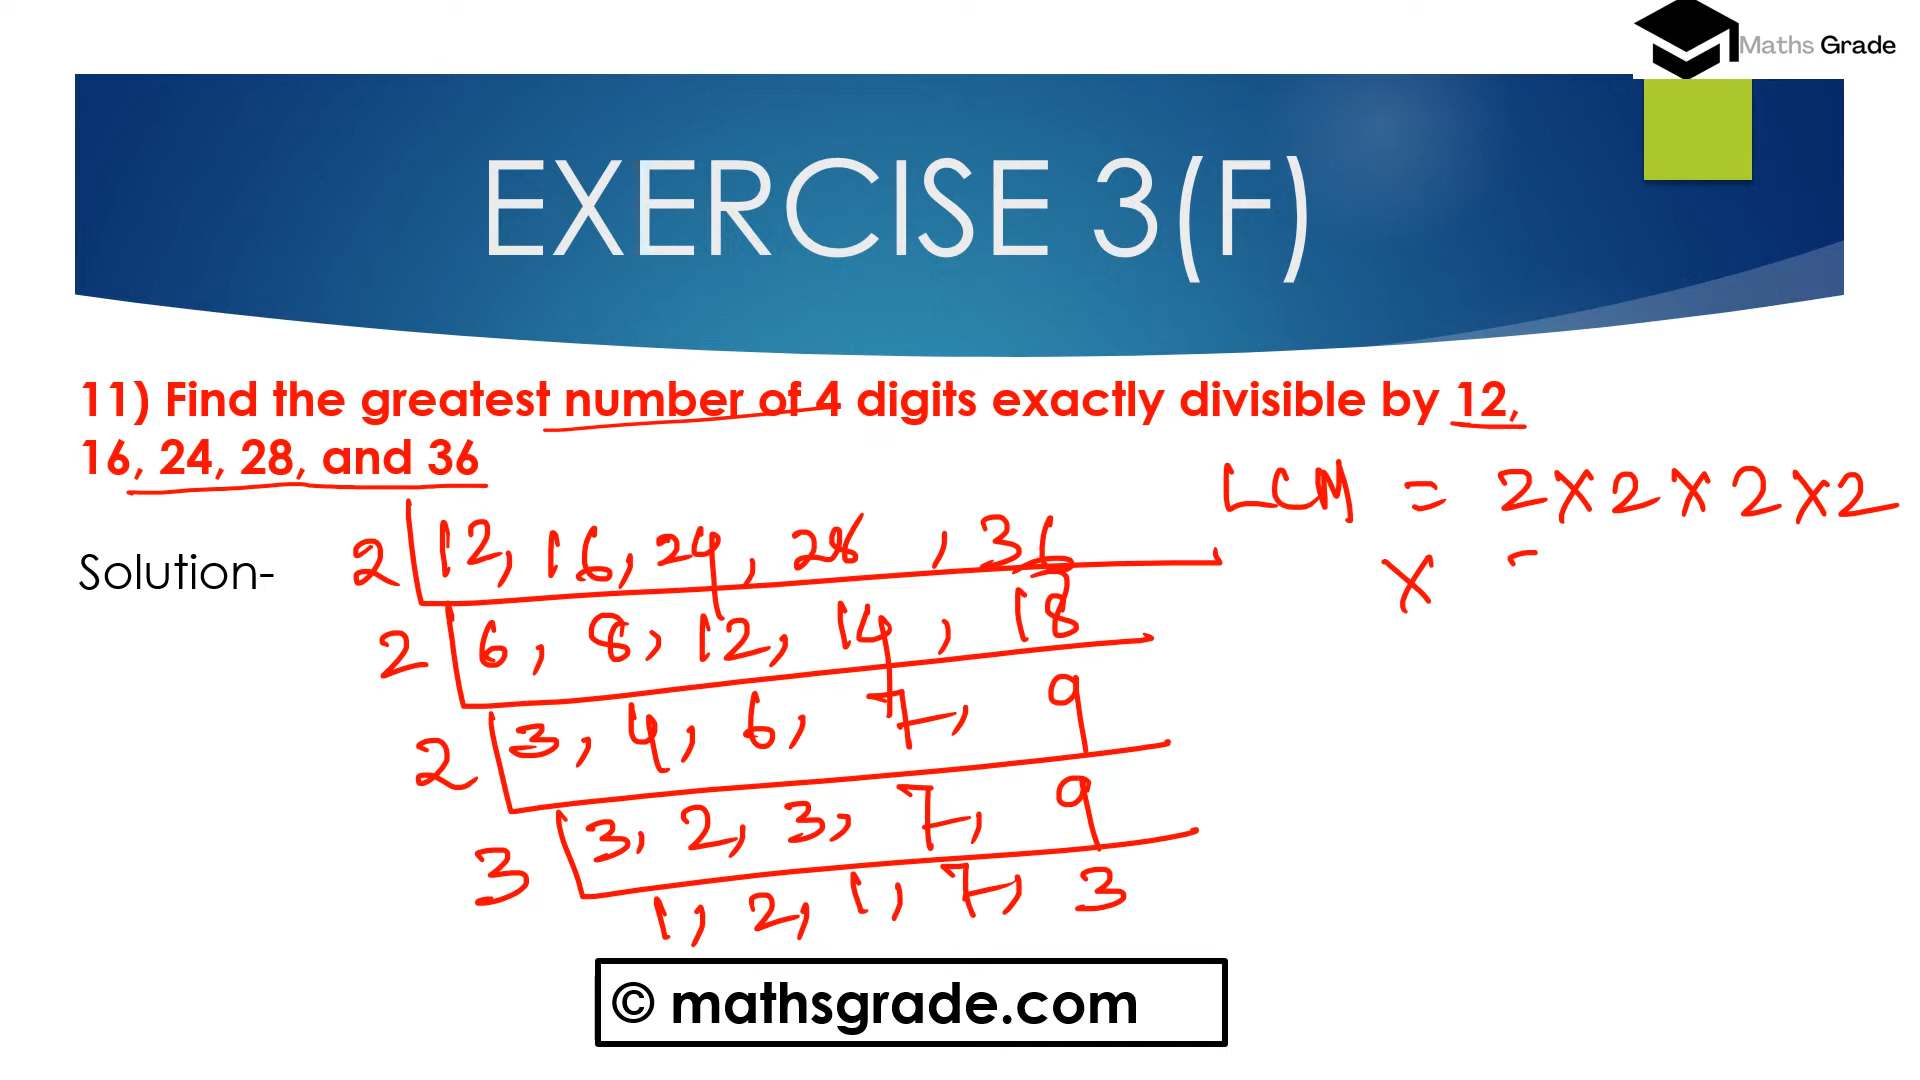 Maths Grade
EXERCISE 3(F)
11) Find the greatest number of 4 digits exactly divisible by 12,
16, 24, 28, and 36
LCM = 2 × 2 × 2 × 2
×
Solution-
2 12, 16, 24, 28, 36
2 6, 8, 12, 14, 18
2 3, 4, 6, 7, 9
3 3, 2, 3, 7, 9
1, 2, 1, 7, 3
© mathsgrade.com